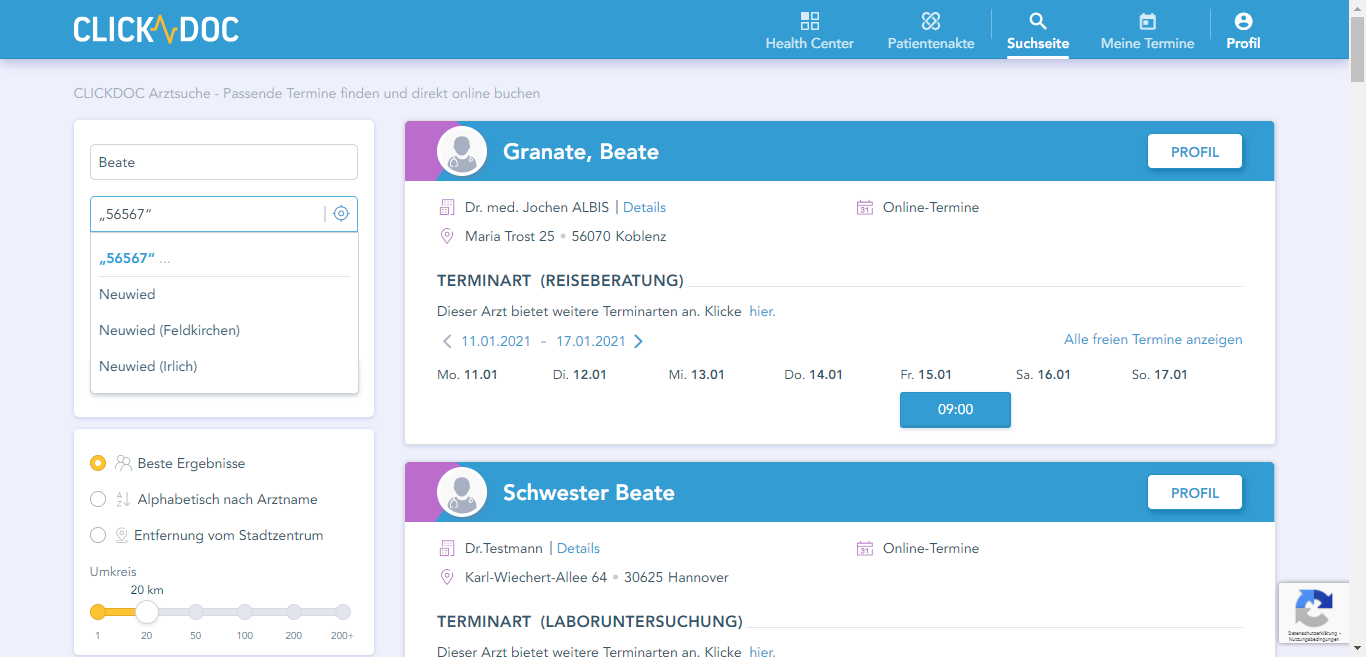 CLICK DOC
Health Center
Patientenakte
Suchseite
Meine Termine
Profil
CLICKDOC Arztsuche - Passende Termine finden und direkt online buchen
Beate
„56567“
„56567“ ...
Neuwied
Neuwied (Feldkirchen)
Neuwied (Irlich)
Beste Ergebnisse
Alphabetisch nach Arztname
Entfernung vom Stadtzentrum
Umkreis
20 km
1 20 50 100 200 200+
Granate, Beate
PROFIL
Dr. med. Jochen ALBIS | Details
Online-Termine
Maria Trost 25 • 56070 Koblenz
TERMINART (REISEBERATUNG)
Dieser Arzt bietet weitere Terminarten an. Klicke hier.
11.01.2021 - 17.01.2021
Alle freien Termine anzeigen
Mo. 11.01 Di. 12.01 Mi. 13.01 Do. 14.01 Fr. 15.01 Sa. 16.01 So. 17.01
09:00
Schwester Beate
PROFIL
Dr.Testmann | Details
Online-Termine
Karl-Wiechert-Allee 64 • 30625 Hannover
TERMINART (LABORUNTERSUCHUNG)
Dieser Arzt bietet weitere Terminarten an. Klicke hier.
Datenschutzerklärung -
Nutzungsbedingungen